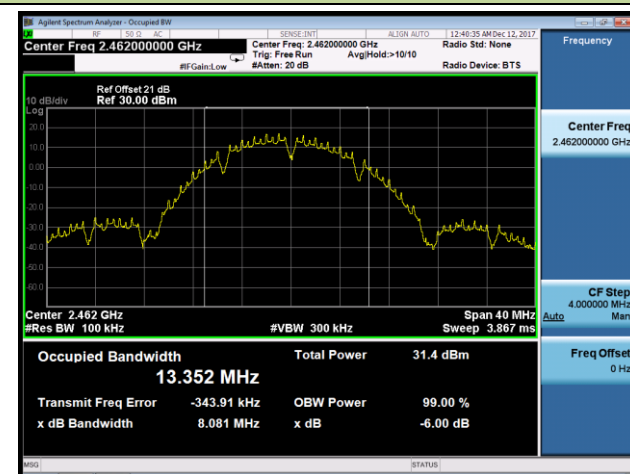 Agilent Spectrum Analyzer - Occupied BW
RF 50 Ω AC SENSE:INT ALIGN AUTO 12:40:35 AM Dec 12, 2017
Center Freq 2.462000000 GHz
Center Freq: 2.462000000 GHz
Radio Std: None
Trig: Free Run Avg|Hold:>10/10
#IFGain:Low #Atten: 20 dB Radio Device: BTS
Ref Offset 21 dB
10 dB/div Ref 30.00 dBm
Log
20.0
10.0
0.00
-10.0
-20.0
-30.0
-40.0
-50.0
-60.0
Center 2.462 GHz Span 40 MHz
#Res BW 100 kHz #VBW 300 kHz Sweep 3.867 ms
Occupied Bandwidth Total Power 31.4 dBm
13.352 MHz
Transmit Freq Error -343.91 kHz OBW Power 99.00 %
x dB Bandwidth 8.081 MHz x dB -6.00 dB
MSG STATUS
Frequency
Center Freq
2.462000000 GHz
CF Step
4.000000 MHz
Auto Man
Freq Offset
0 Hz